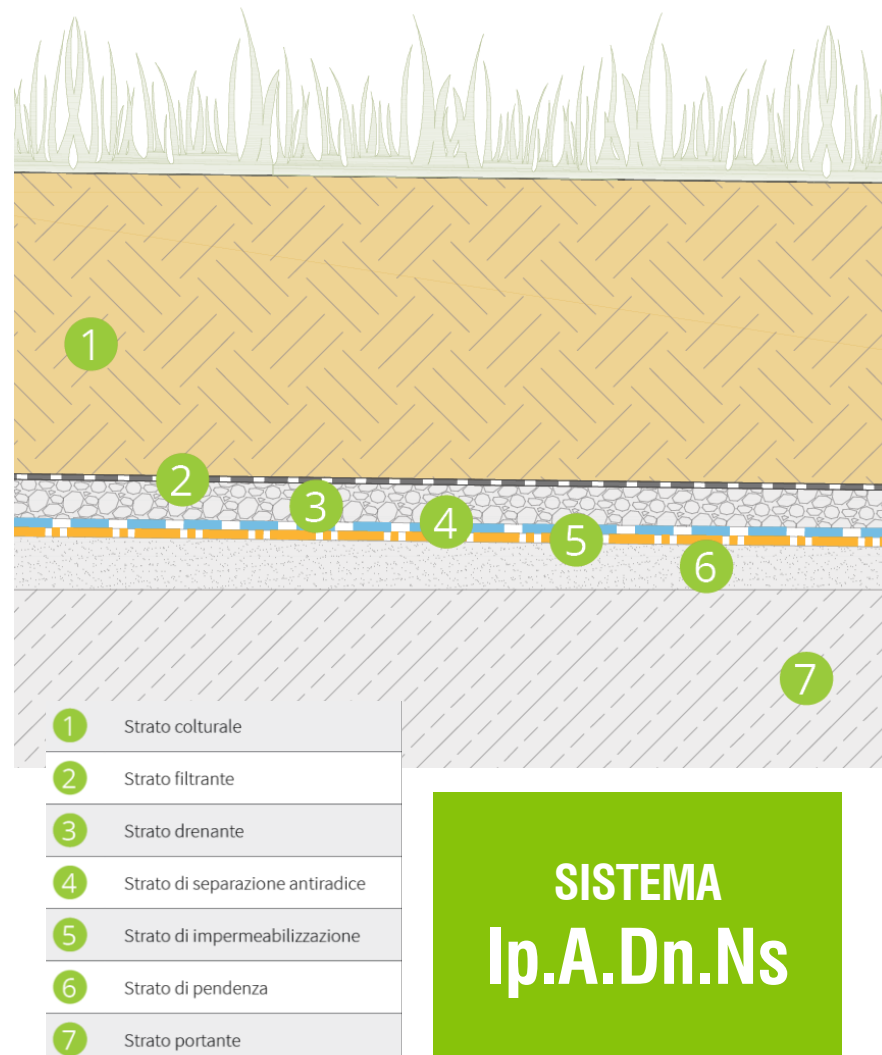 1
2
3
4
5
6
7
1 Strato colturale
2 Strato filtrante
3 Strato drenante
4 Strato di separazione antiradice
5 Strato di impermeabilizzazione
6 Strato di pendenza
7 Strato portante
SISTEMA
Ip.A.Dn.Ns